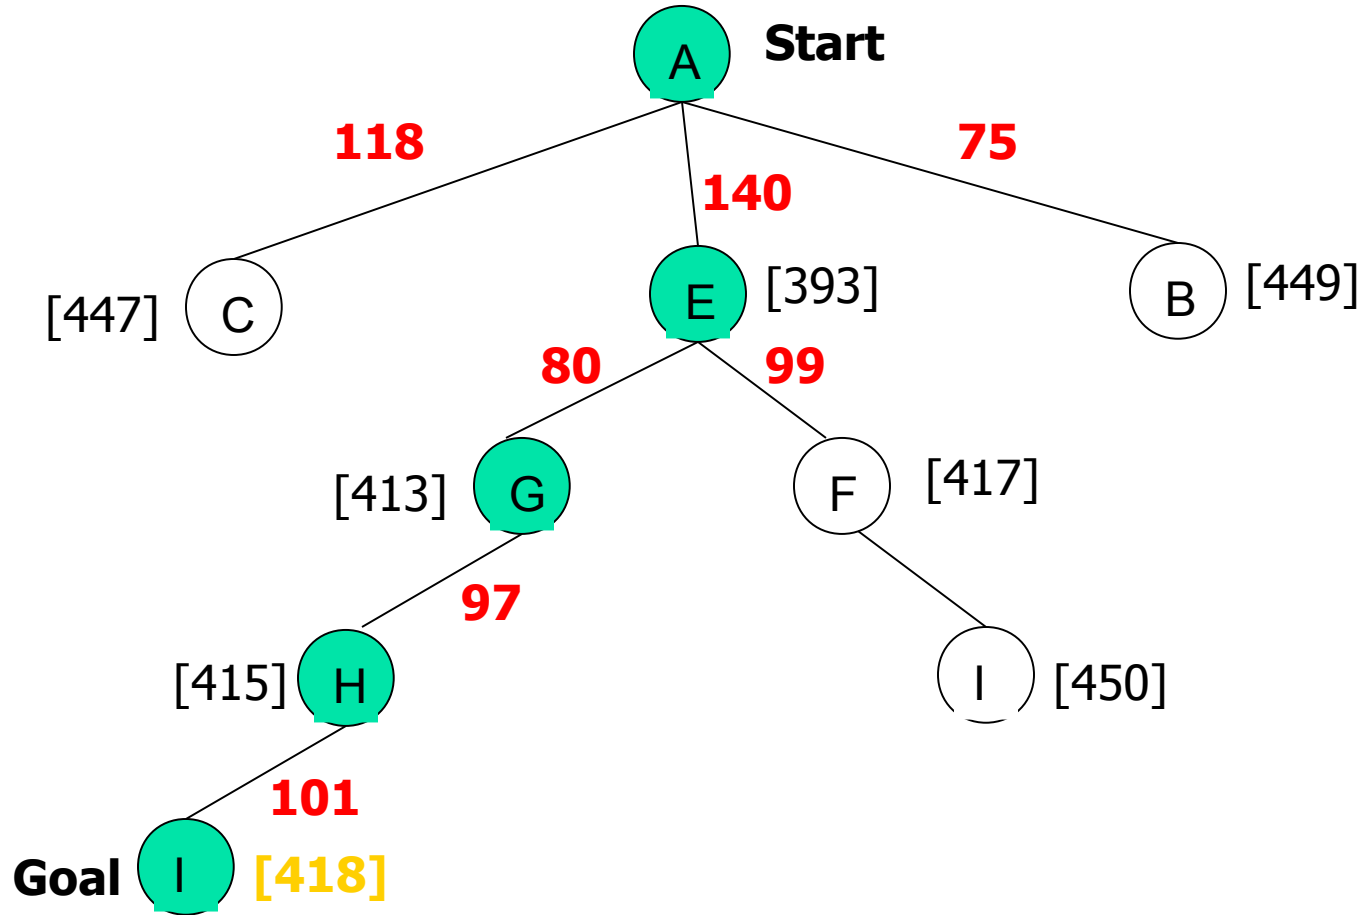 A Start
118
75
140
[447] C
E [393]
B [449]
80
99
[413] G
F [417]
97
[415] H
I [450]
101
Goal I [418]